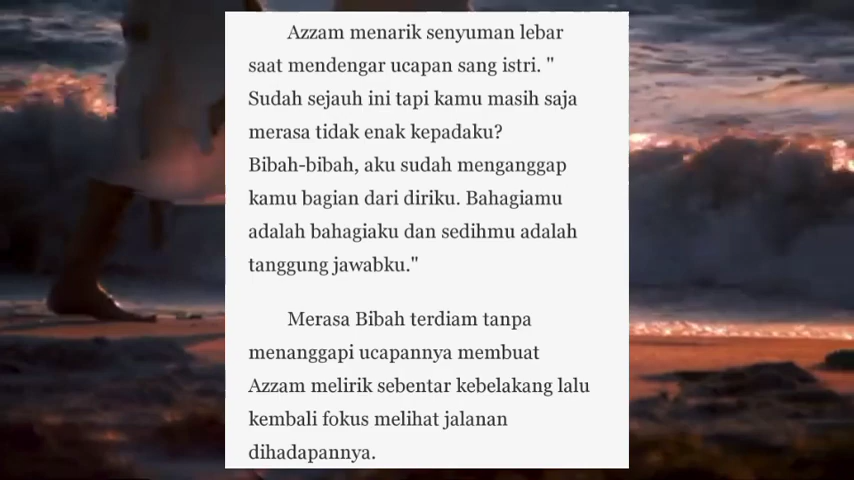 Azzam menarik senyuman lebar
saat mendengar ucapan sang istri. "
Sudah sejauh ini tapi kamu masih saja
merasa tidak enak kepadaku?
Bibah-bibah, aku sudah menganggap
kamu bagian dari diriku. Bahagiamu
adalah bahagiaku dan sedihmu adalah
tanggung jawabku."
Merasa Bibah terdiam tanpa
menanggapi ucapannya membuat
Azzam melirik sebentar kebelakang lalu
kembali fokus melihat jalanan
dihadapannya.